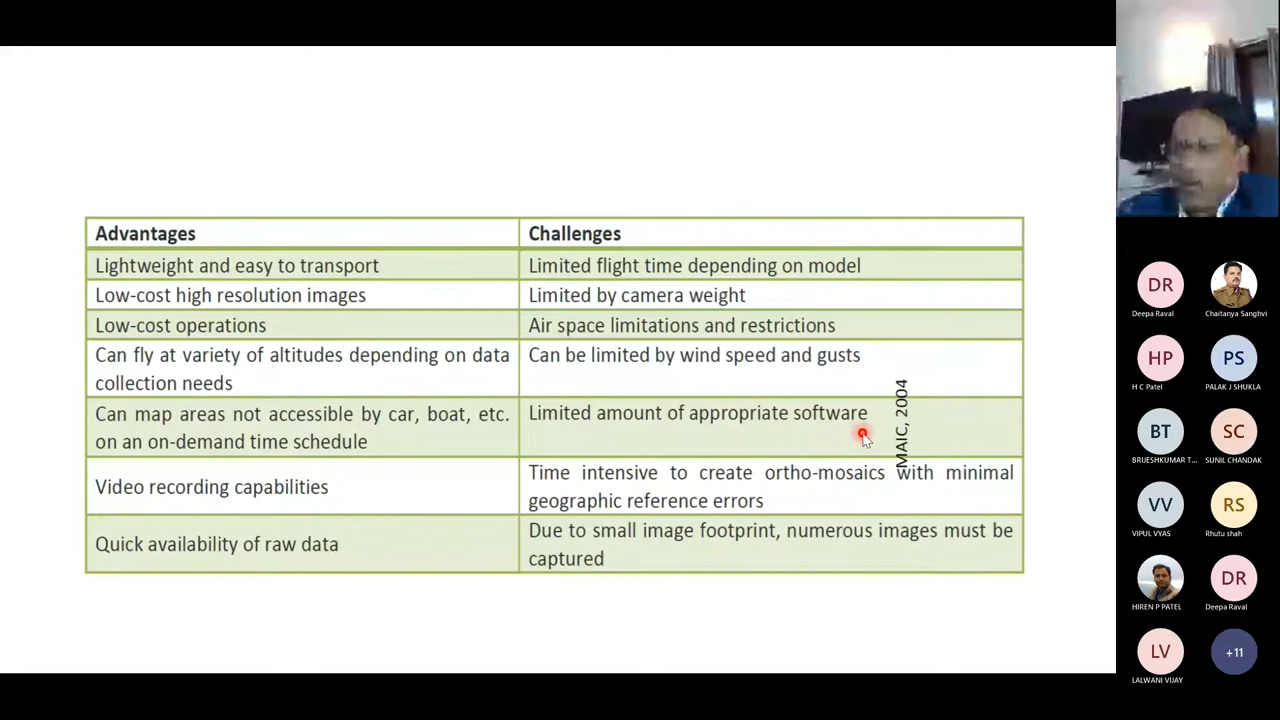 Advantages
Challenges
Lightweight and easy to transport
Limited flight time depending on model
Low-cost high resolution images
Limited by camera weight
Low-cost operations
Air space limitations and restrictions
Can fly at variety of altitudes depending on data
collection needs
Can be limited by wind speed and gusts
Can map areas not accessible by car, boat, etc.
on an on-demand time schedule
Limited amount of appropriate software
MAIC, 2004
Video recording capabilities
Time intensive to create ortho-mosaics with minimal
geographic reference errors
Quick availability of raw data
Due to small image footprint, numerous images must be
captured
DR
Deepa Raval
Chaitanya Sanghvi
HP
H C Patel
PS
PALAK J SHUKLA
BT
BRIJESHKUMAR T...
SC
SUNIL CHANDAK
VV
VIPUL VYAS
RS
Rhutu shah
HIREN P PATEL
DR
Deepa Raval
LV
LALWANI VIJAY
+11